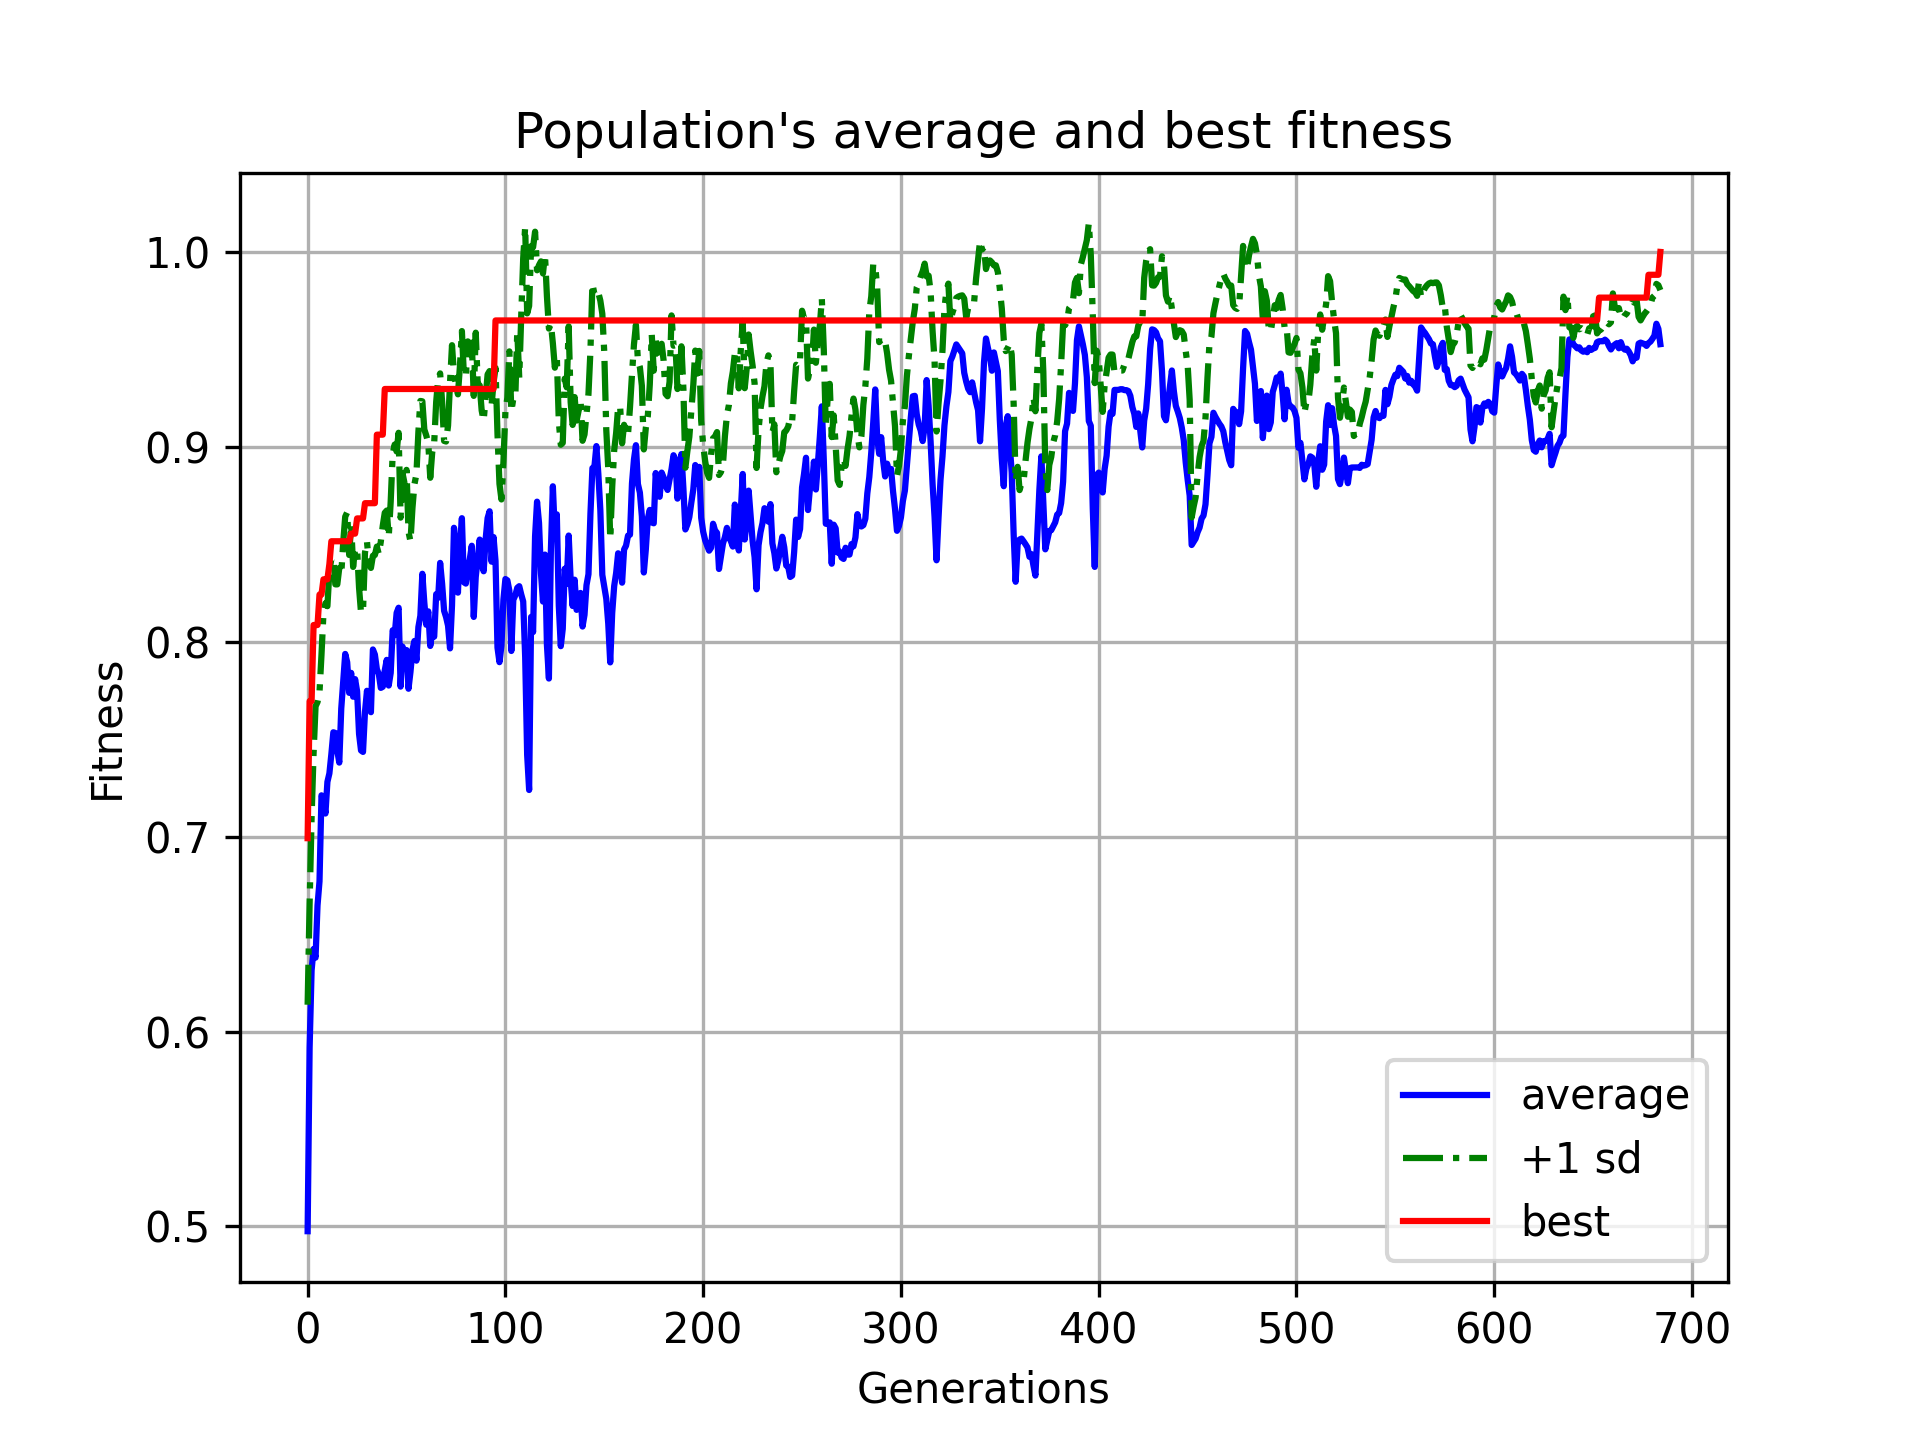 Population's average and best fitness
1.0
0.9
0.8
0.7
0.6
0.5
Fitness
0 100 200 300 400 500 600 700
Generations
average
+1 sd
best